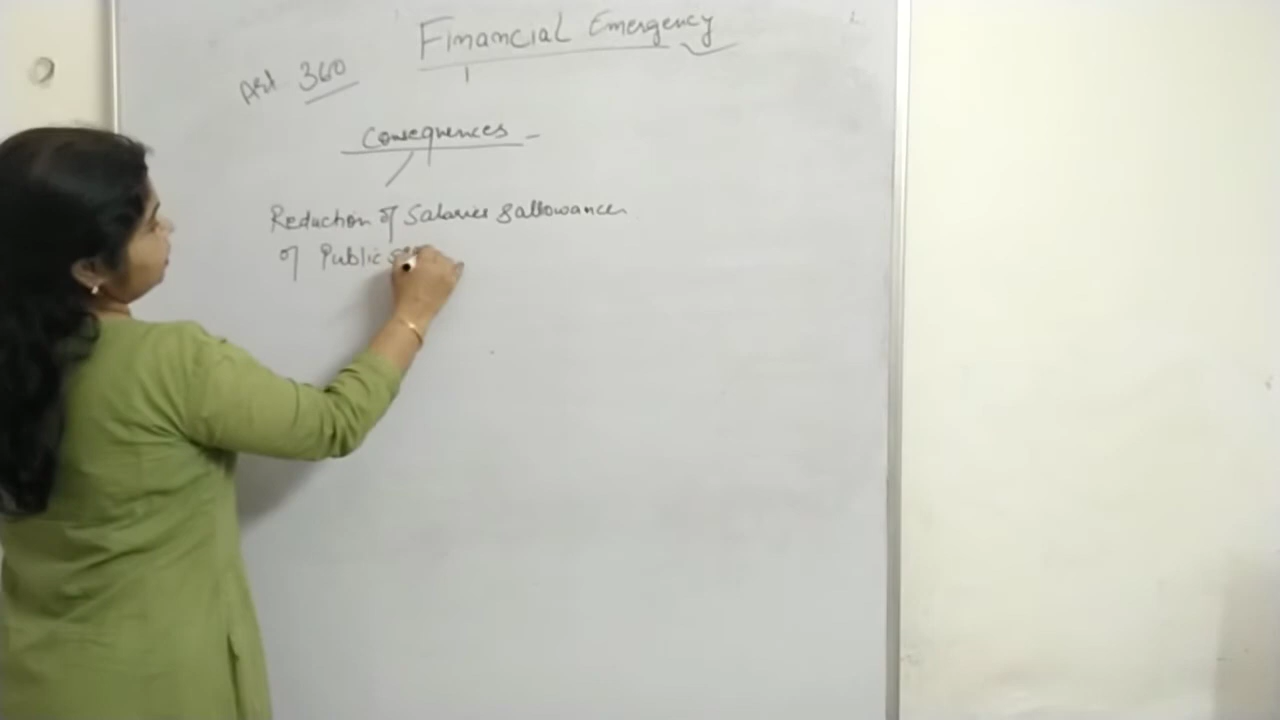 Financial Emergency
Art 360
Consequences -
Reduction of Salaries & allowances
of Public